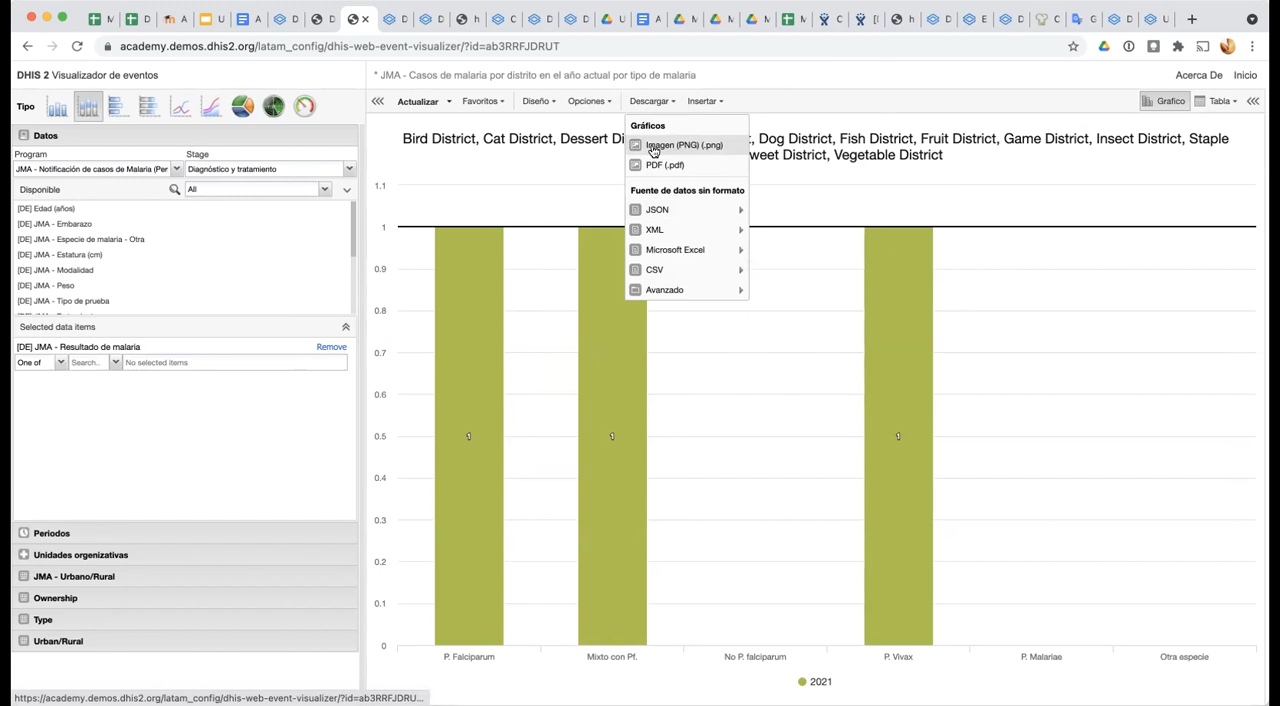 M
D
A
U
A
D
D
D
D
h
C
D
D
U
A
M
M
M
X
[
h
D
E
D
C
G
D
U
academy.demos.dhis2.org/latam_config/dhis-web-event-visualizer/?id=ab3RRFJDRUT
DHIS 2 Visualizador de eventos
* JMA - Casos de malaria por distrito en el año actual por tipo de malaria
Acerca De
Inicio
Tipo
Actualizar
Favoritos
Diseño
Opciones
Descargar
Insertar
Grafico
Tabla
Datos
Program
Stage
JMA - Notificación de casos de Malaria (Per
Diagnóstico y tratamiento
Disponible
All
[DE] Edad (años)
[DE] JMA - Embarazo
[DE] JMA - Especie de malaria - Otra
[DE] JMA - Estatura (cm)
[DE] JMA - Modalidad
[DE] JMA - Peso
[DE] JMA - Tipo de prueba
Selected data items
[DE] JMA - Resultado de malaria
Remove
One of
Search..
No selected items
Periodos
Unidades organizativas
JMA - Urbano/Rural
Ownership
Type
Urban/Rural
https://academy.demos.dhis2.org/latam_config/dhis-web-event-visualizer/?id=ab3RRFJDRU...
Gráficos
Imagen (PNG) (.png)
PDF (.pdf)
Fuente de datos sin formato
JSON
XML
Microsoft Excel
CSV
Avanzado
Bird District, Cat District, Dessert Di t, Dog District, Fish District, Fruit District, Game District, Insect District, Staple
weet District, Vegetable District
1.1
1
0.9
0.8
0.7
0.6
0.5
0.4
0.3
0.2
0.1
0
1
1
1
P. Falciparum
Mixto con Pf.
No P. falciparum
P. Vivax
P. Malariae
Otra especie
2021